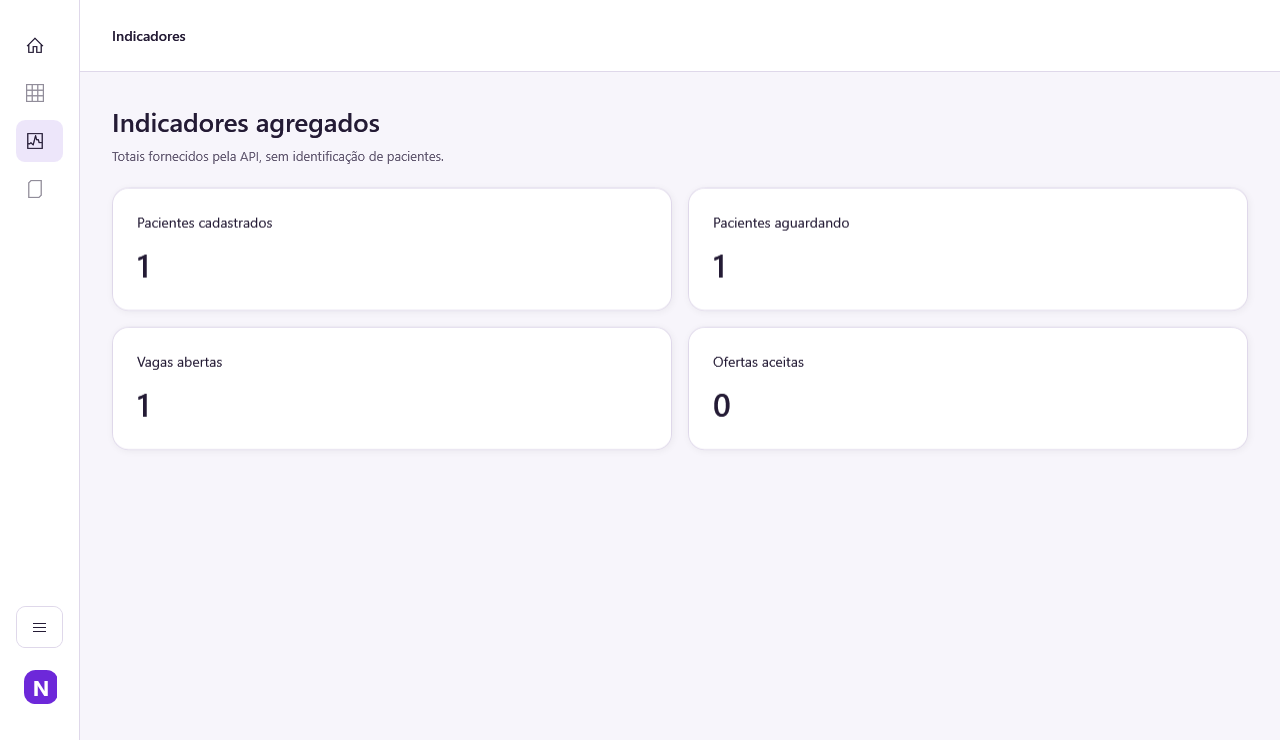 Indicadores
Indicadores agregados
Totais fornecidos pela API, sem identificação de pacientes.
Pacientes cadastrados
1
Pacientes aguardando
1
Vagas abertas
1
Ofertas aceitas
0
N